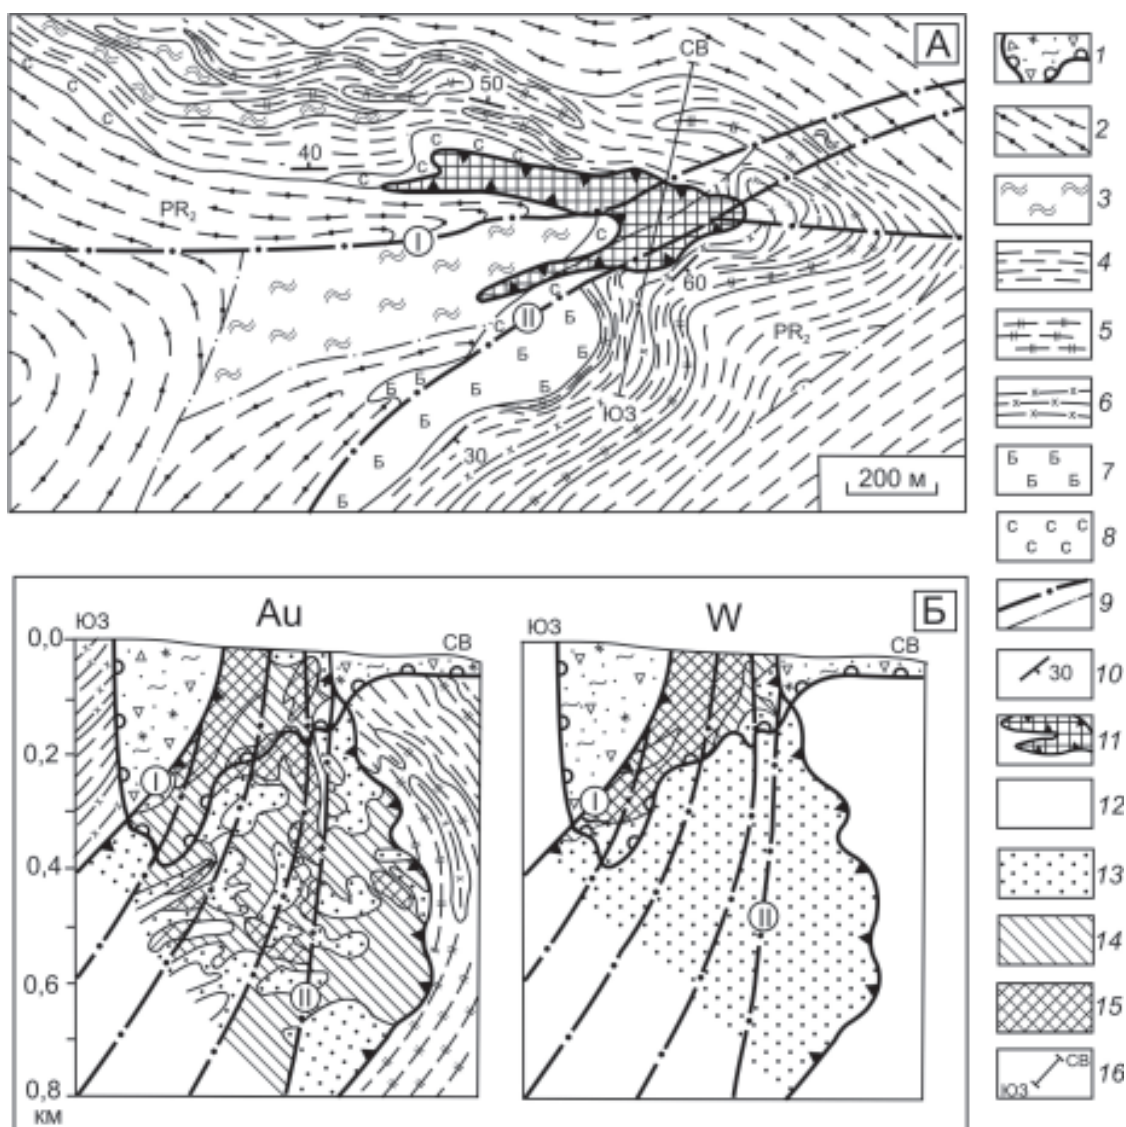 А
СВ
50
40
PR₂
I
60
II
PR₂
ЮЗ
30
200 м
с с с с с с с с с
Б Б Б Б Б Б Б Б Б
1
2
3
4
5
6
7
Б Б Б
Б Б
8
с с с с
с с
9
10
30
11
12
13
14
15
16
СВ
ЮЗ
Б
ЮЗ
Au
СВ
0,0
0,2
0,4
0,6
0,8
км
I
II
ЮЗ
W
СВ
I
II